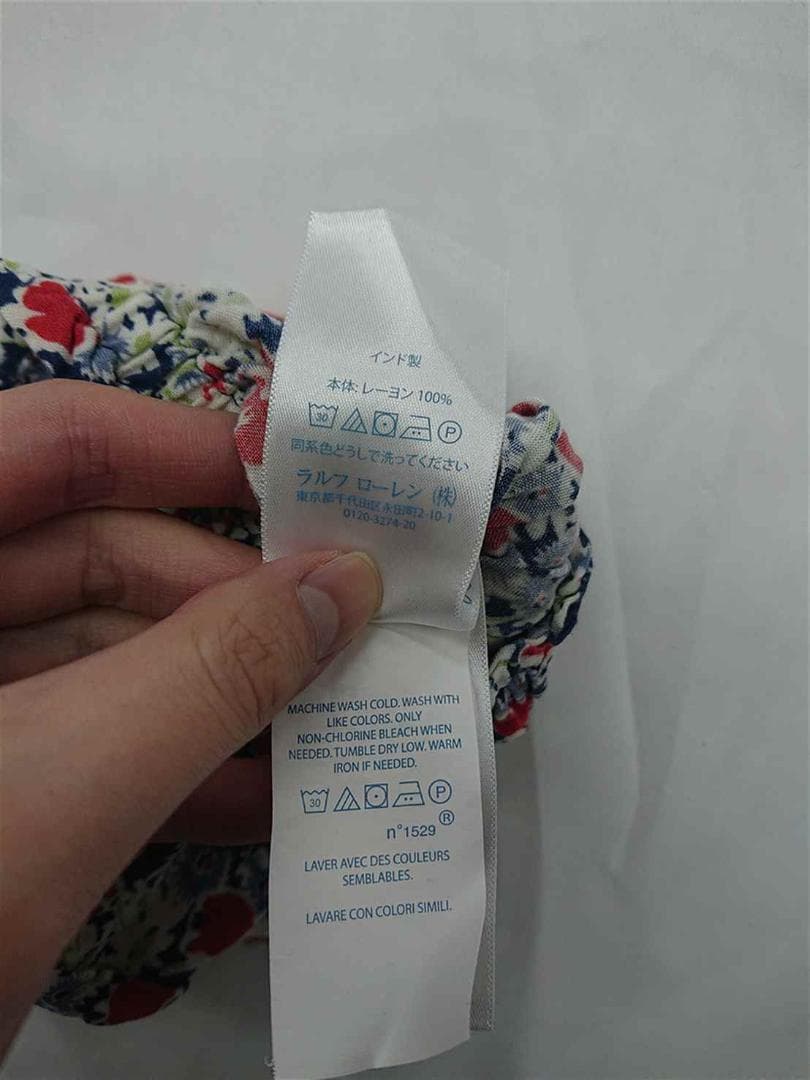 インド製
本体: レーヨン 100%
30 P
同系色どうしで洗ってください
ラルフ ローレン (株)
東京都千代田区永田町2-10-1
0120-3274-20
MACHINE WASH COLD. WASH WITH
LIKE COLORS. ONLY
NON-CHLORINE BLEACH WHEN
NEEDED. TUMBLE DRY LOW. WARM
IRON IF NEEDED.
30 P
n°1529 ®
LAVER AVEC DES COULEURS
SEMBLABLES.
LAVARE CON COLORI SIMILI.